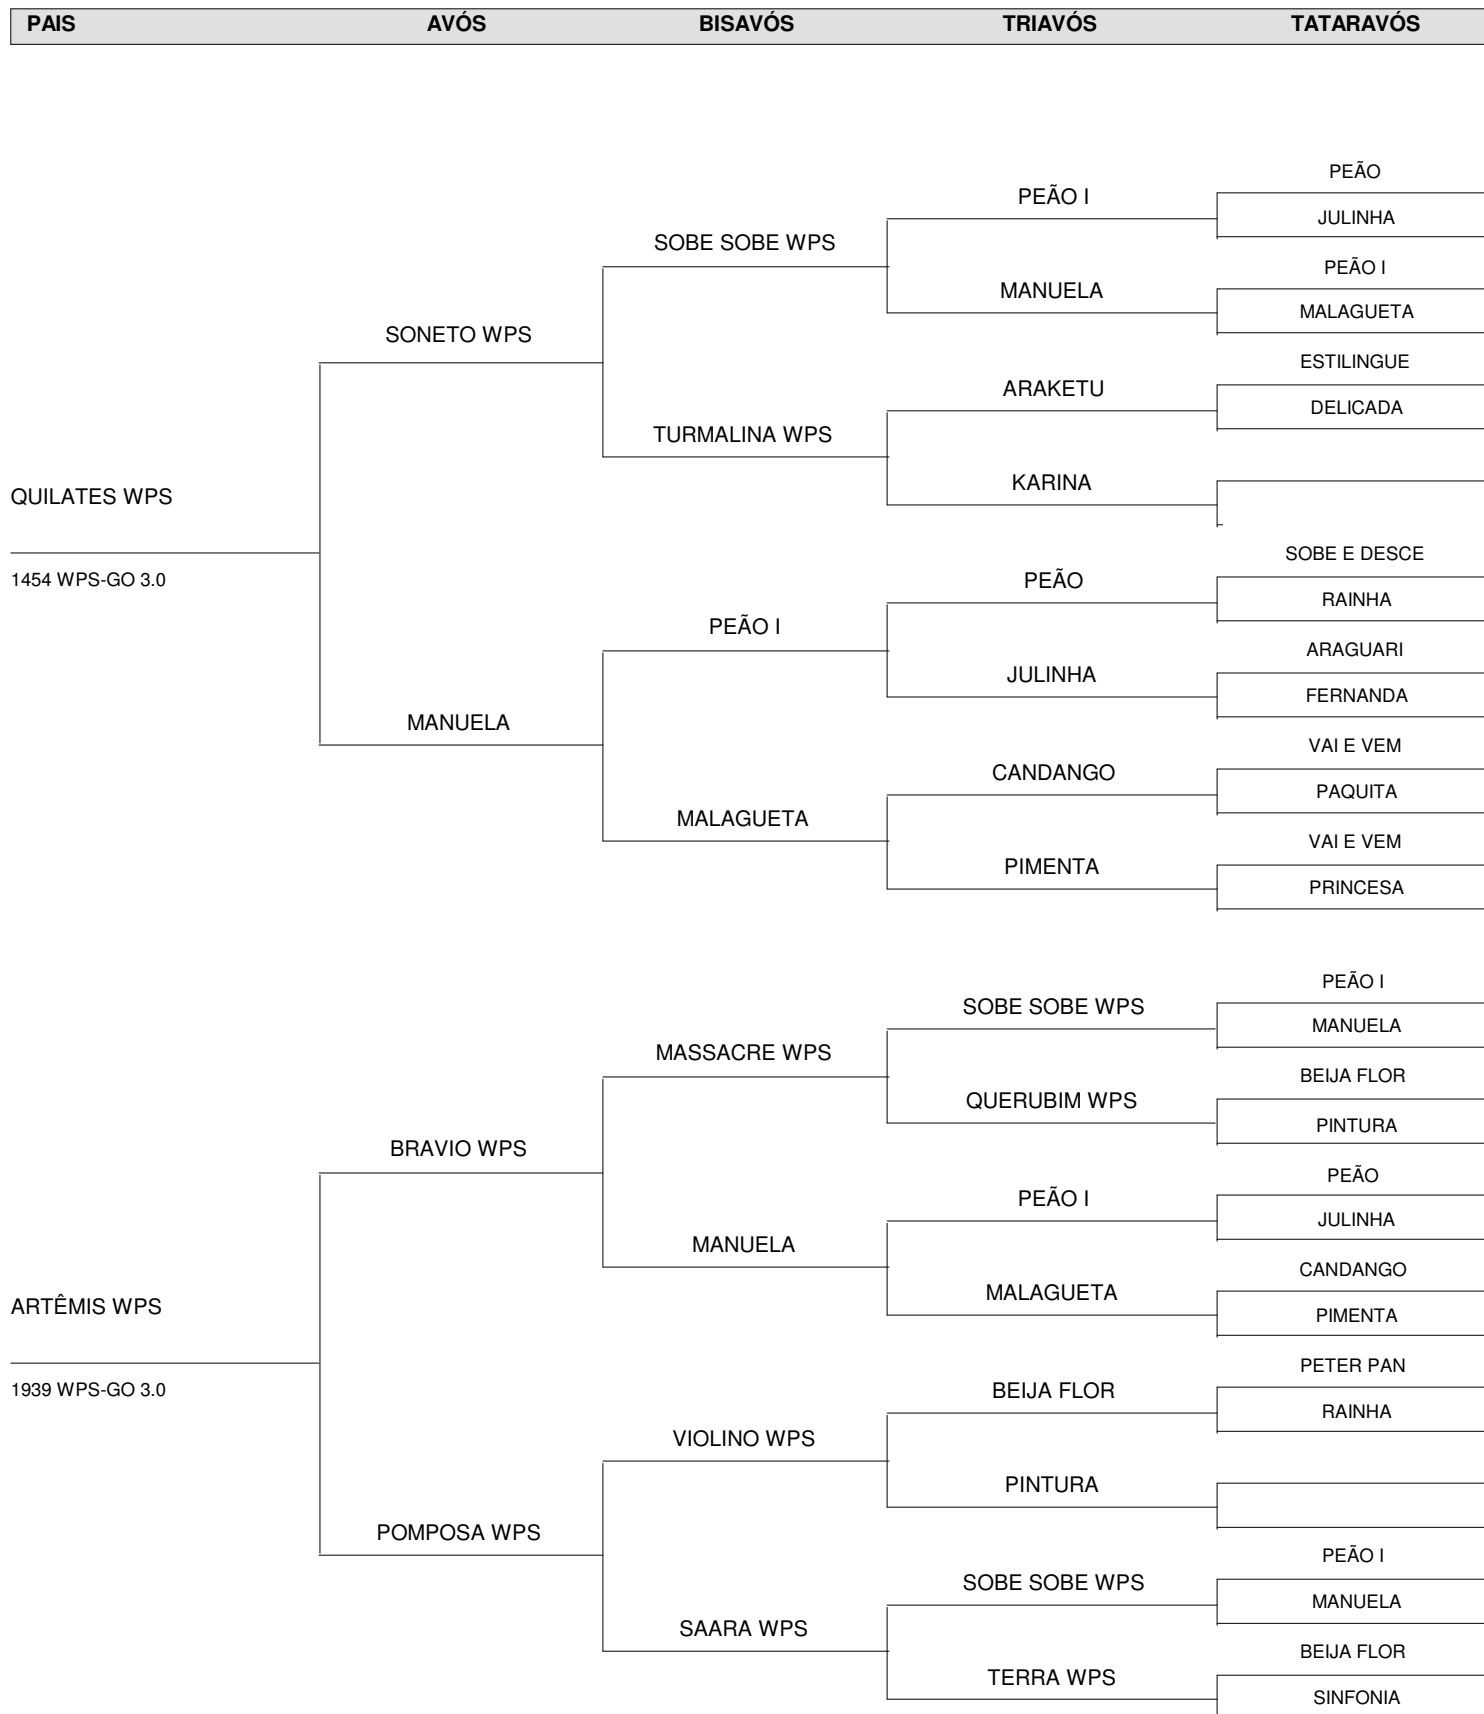 PAIS AVÓS BISAVÓS TRIAVÓS TATARAVÓS
PEÃO
PEÃO I
JULINHA
SOBE SOBE WPS
PEÃO I
MANUELA
MALAGUETA
SONETO WPS
ESTILINGUE
ARAKETU
DELICADA
TURMALINA WPS
KARINA
QUILATES WPS
SOBE E DESCE
1454 WPS-GO 3.0
PEÃO
RAINHA
PEÃO I
ARAGUARI
JULINHA
FERNANDA
MANUELA
VAI E VEM
CANDANGO
PAQUITA
MALAGUETA
VAI E VEM
PIMENTA
PRINCESA
PEÃO I
SOBE SOBE WPS
MANUELA
MASSACRE WPS
BEIJA FLOR
QUERUBIM WPS
PINTURA
BRAVIO WPS
PEÃO
PEÃO I
JULINHA
MANUELA
CANDANGO
MALAGUETA
ARTÊMIS WPS
PIMENTA
PETER PAN
1939 WPS-GO 3.0
BEIJA FLOR
RAINHA
VIOLINO WPS
PINTURA
POMPOSA WPS
PEÃO I
SOBE SOBE WPS
MANUELA
SAARA WPS
BEIJA FLOR
TERRA WPS
SINFONIA